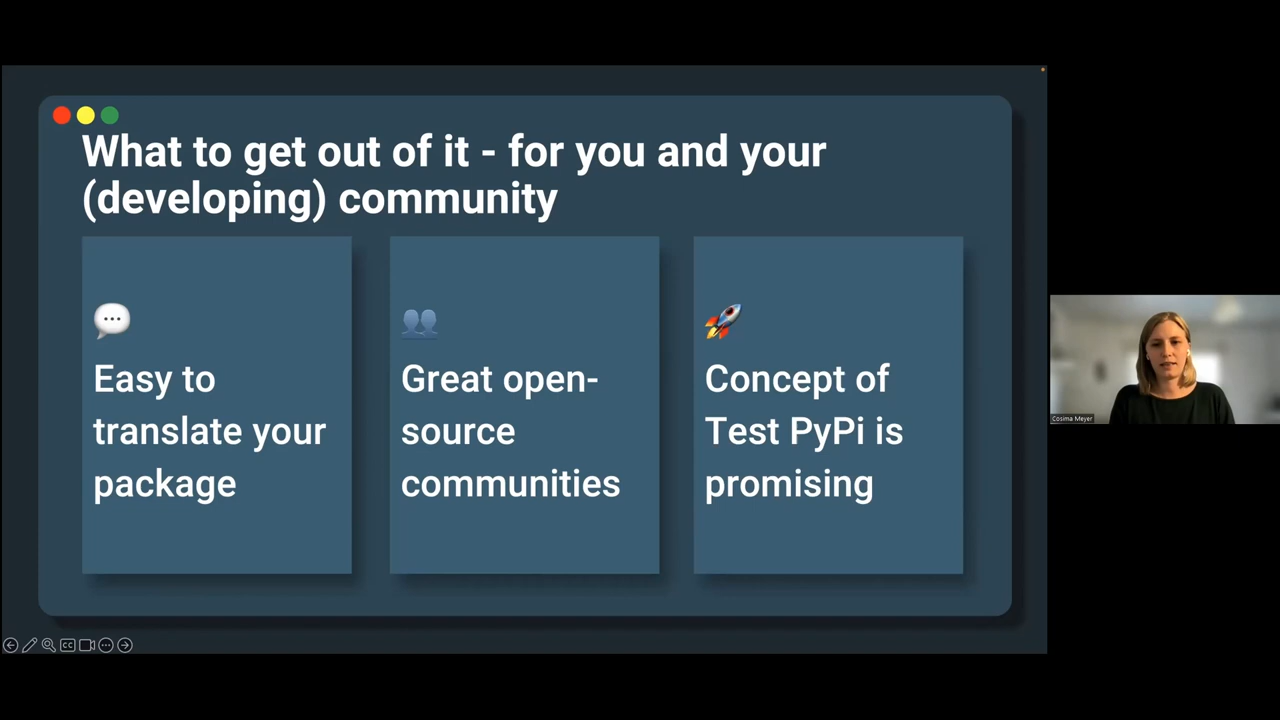 What to get out of it - for you and your
(developing) community
Easy to
translate your
package
Great open-
source
communities
Concept of
Test PyPi is
promising
Cosima Meyer
CC